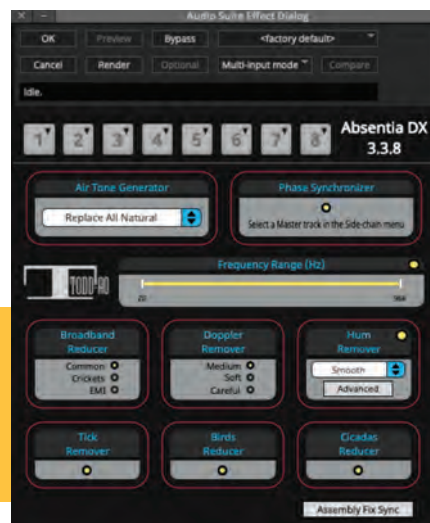 Audio Suite Effect Dialog
OK Preview Bypass <factory default>
Cancel Render Optional Multi-input mode Compare
Idle.
1 2 3 4 5 6 7 8
Absentia DX
3.3.8
Air Tone Generator
Replace All Natural
Phase Synchronizer
Select a Master track in the Side-chain menu
TODD-AO
Frequency Range (Hz)
20
Broadband
Reducer
Common
Crickets
EMI
Doppler
Remover
Medium
Soft
Careful
Hum
Remover
Smooth
Advanced
Tick
Remover
Birds
Reducer
Cicadas
Reducer
Assembly Fix Sync